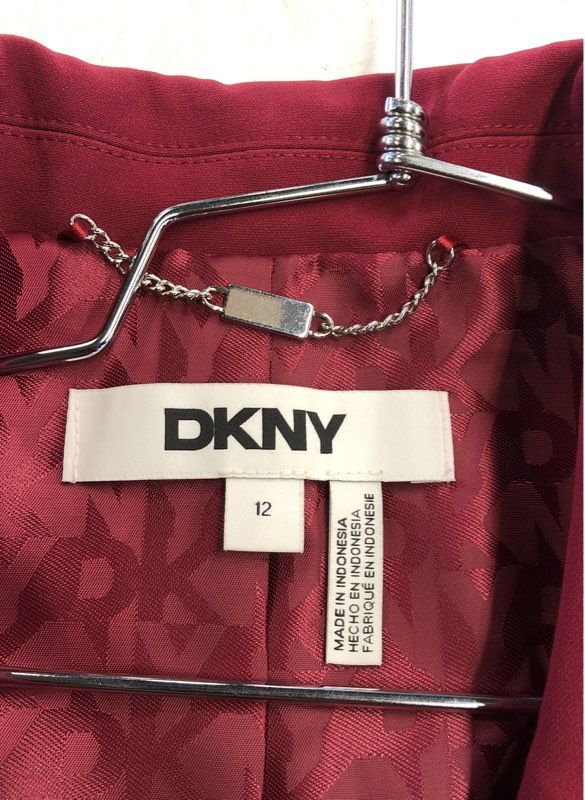 DKNY
12
MADE IN INDONESIA
HECHO EN INDONESIA
FABRIQUÉ EN INDONESIE